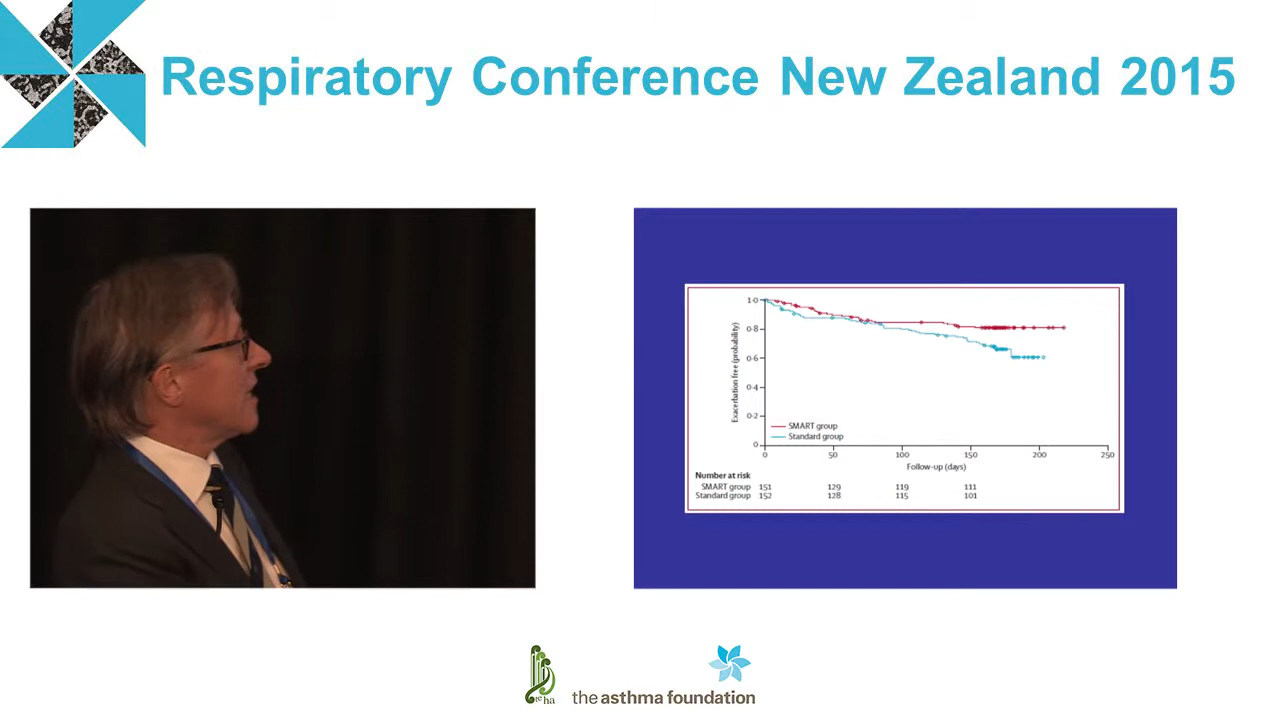 Respiratory Conference New Zealand 2015
1·0
0·8
0·6
0·4
0·2
0
Exacerbation free (probability)
SMART group
Standard group
0 50 100 150 200 250
Follow-up (days)
Number at risk
SMART group 151 129 119 111
Standard group 152 128 115 101
te ha
the asthma foundation